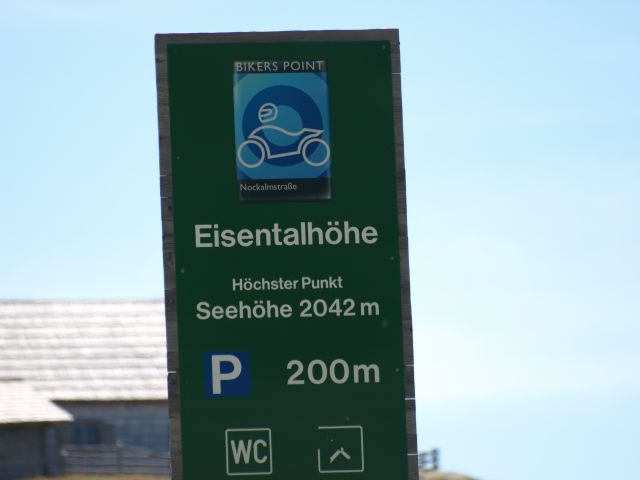 BIKERS POINT
Nockalmstraße
Eisentalhöhe
Höchster Punkt
Seehöhe 2042 m
P 200m
WC